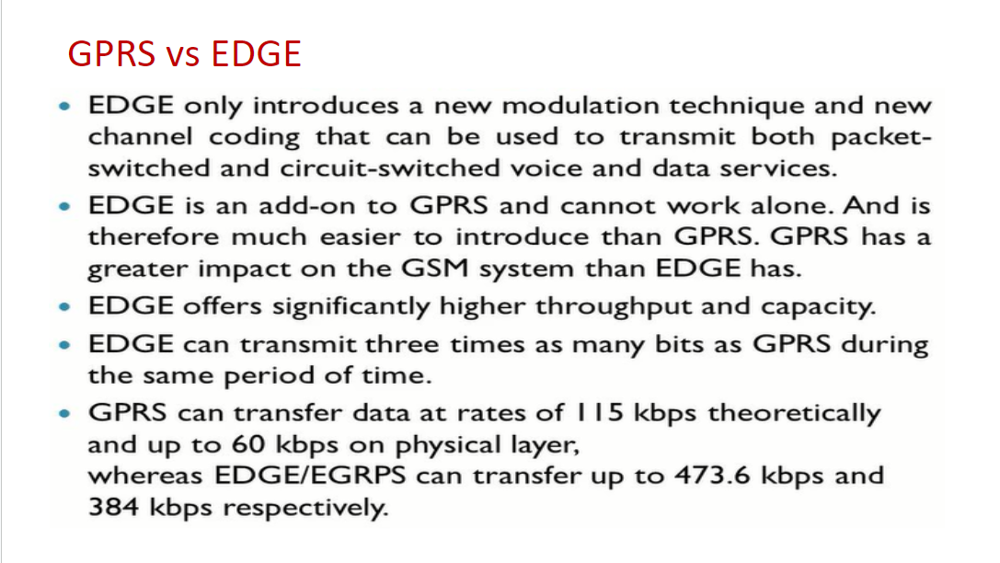 GPRS vs EDGE
• EDGE only introduces a new modulation technique and new
channel coding that can be used to transmit both packet-
switched and circuit-switched voice and data services.
• EDGE is an add-on to GPRS and cannot work alone. And is
therefore much easier to introduce than GPRS. GPRS has a
greater impact on the GSM system than EDGE has.
• EDGE offers significantly higher throughput and capacity.
• EDGE can transmit three times as many bits as GPRS during
the same period of time.
• GPRS can transfer data at rates of 115 kbps theoretically
and up to 60 kbps on physical layer,
whereas EDGE/EGRPS can transfer up to 473.6 kbps and
384 kbps respectively.